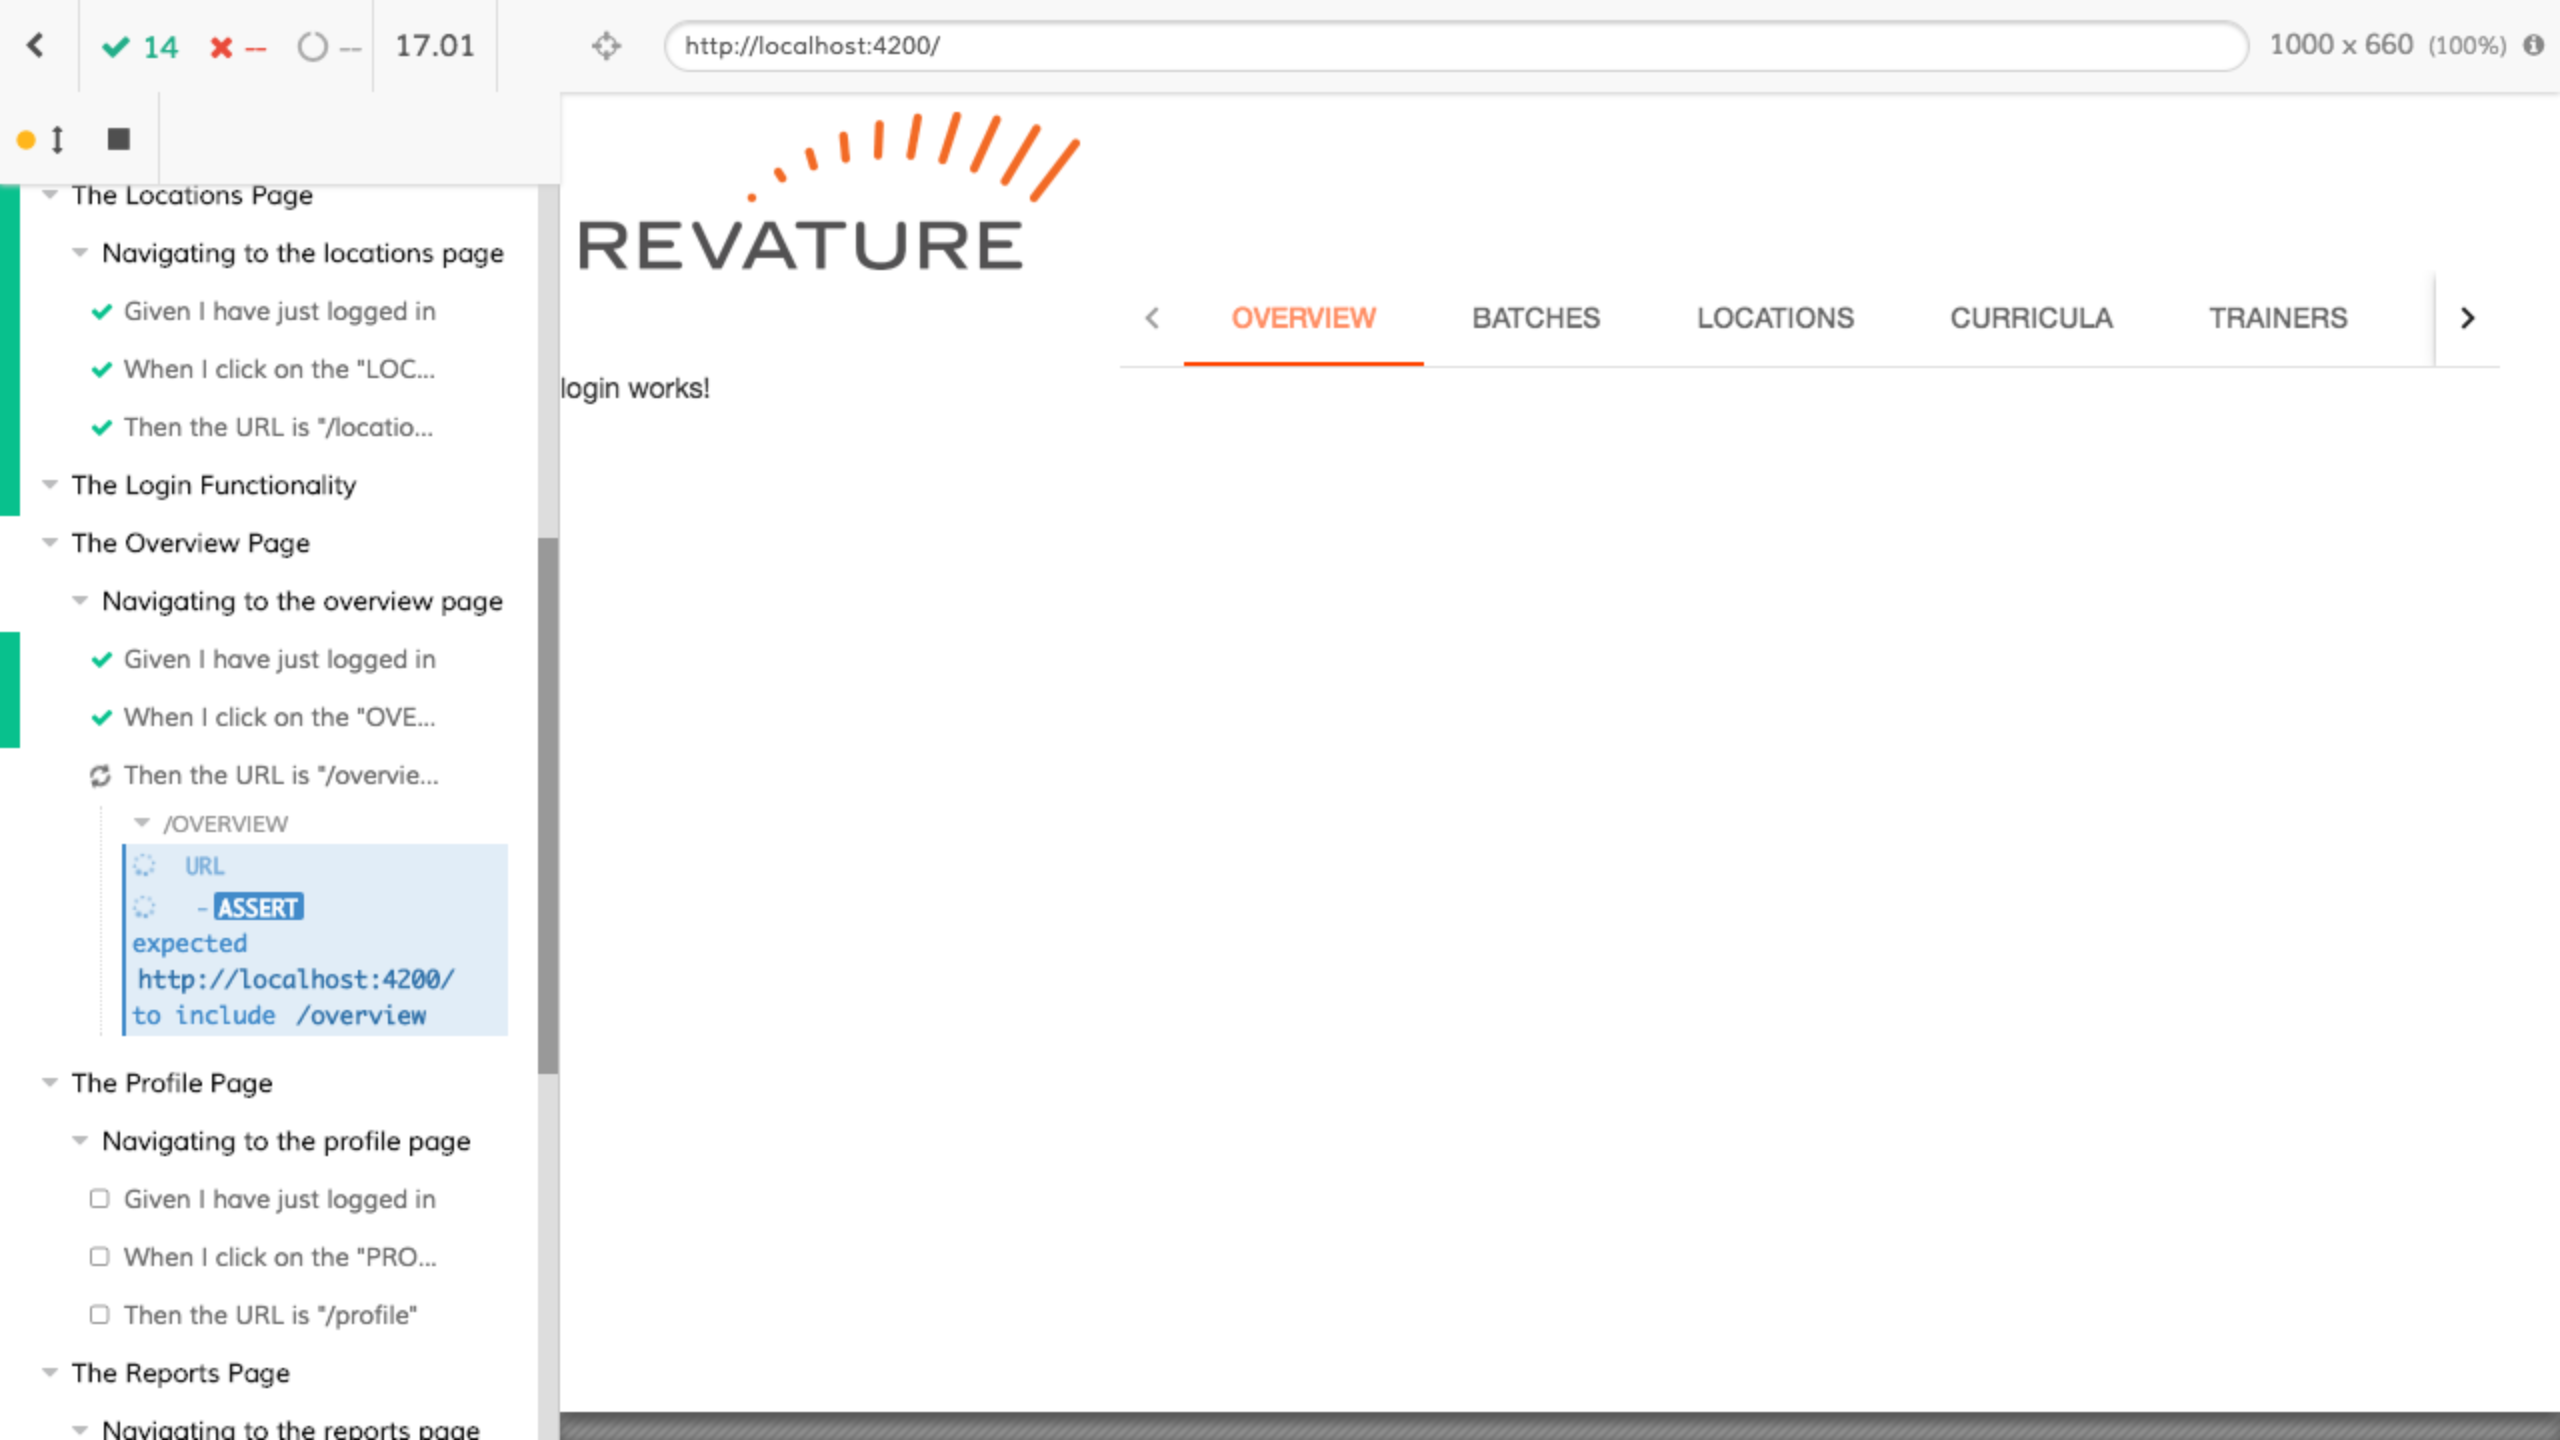 14 -- -- 17.01
http://localhost:4200/
1000 x 660 (100%)
The Locations Page
Navigating to the locations page
Given I have just logged in
When I click on the "LOC...
Then the URL is "/locatio...
The Login Functionality
The Overview Page
Navigating to the overview page
Given I have just logged in
When I click on the "OVE...
Then the URL is "/overvie...
/OVERVIEW
URL
- ASSERT
expected
http://localhost:4200/
to include /overview
The Profile Page
Navigating to the profile page
Given I have just logged in
When I click on the "PRO...
Then the URL is "/profile"
The Reports Page
Navigating to the reports page
REVATURE
OVERVIEW BATCHES LOCATIONS CURRICULA TRAINERS
login works!